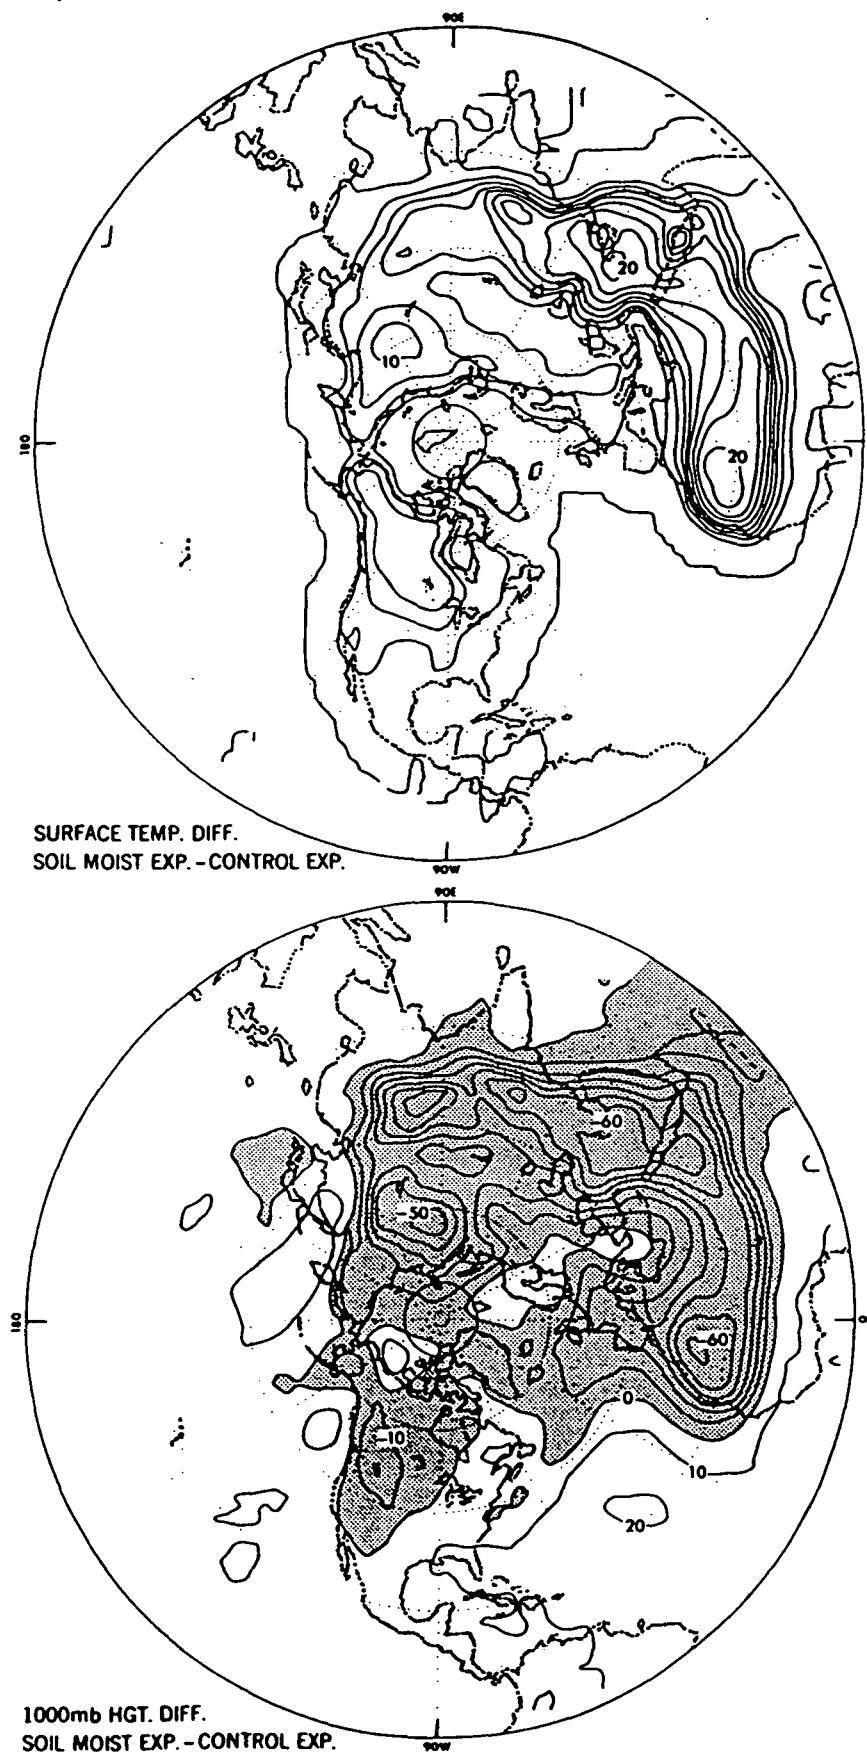 90E
20
10
180
20
SURFACE TEMP. DIFF.
SOIL MOIST EXP. - CONTROL EXP.
90W
90E
-60
-50
180
0
-60
0
-10
10
20
1000mb HGT. DIFF.
SOIL MOIST EXP. - CONTROL EXP.
90W